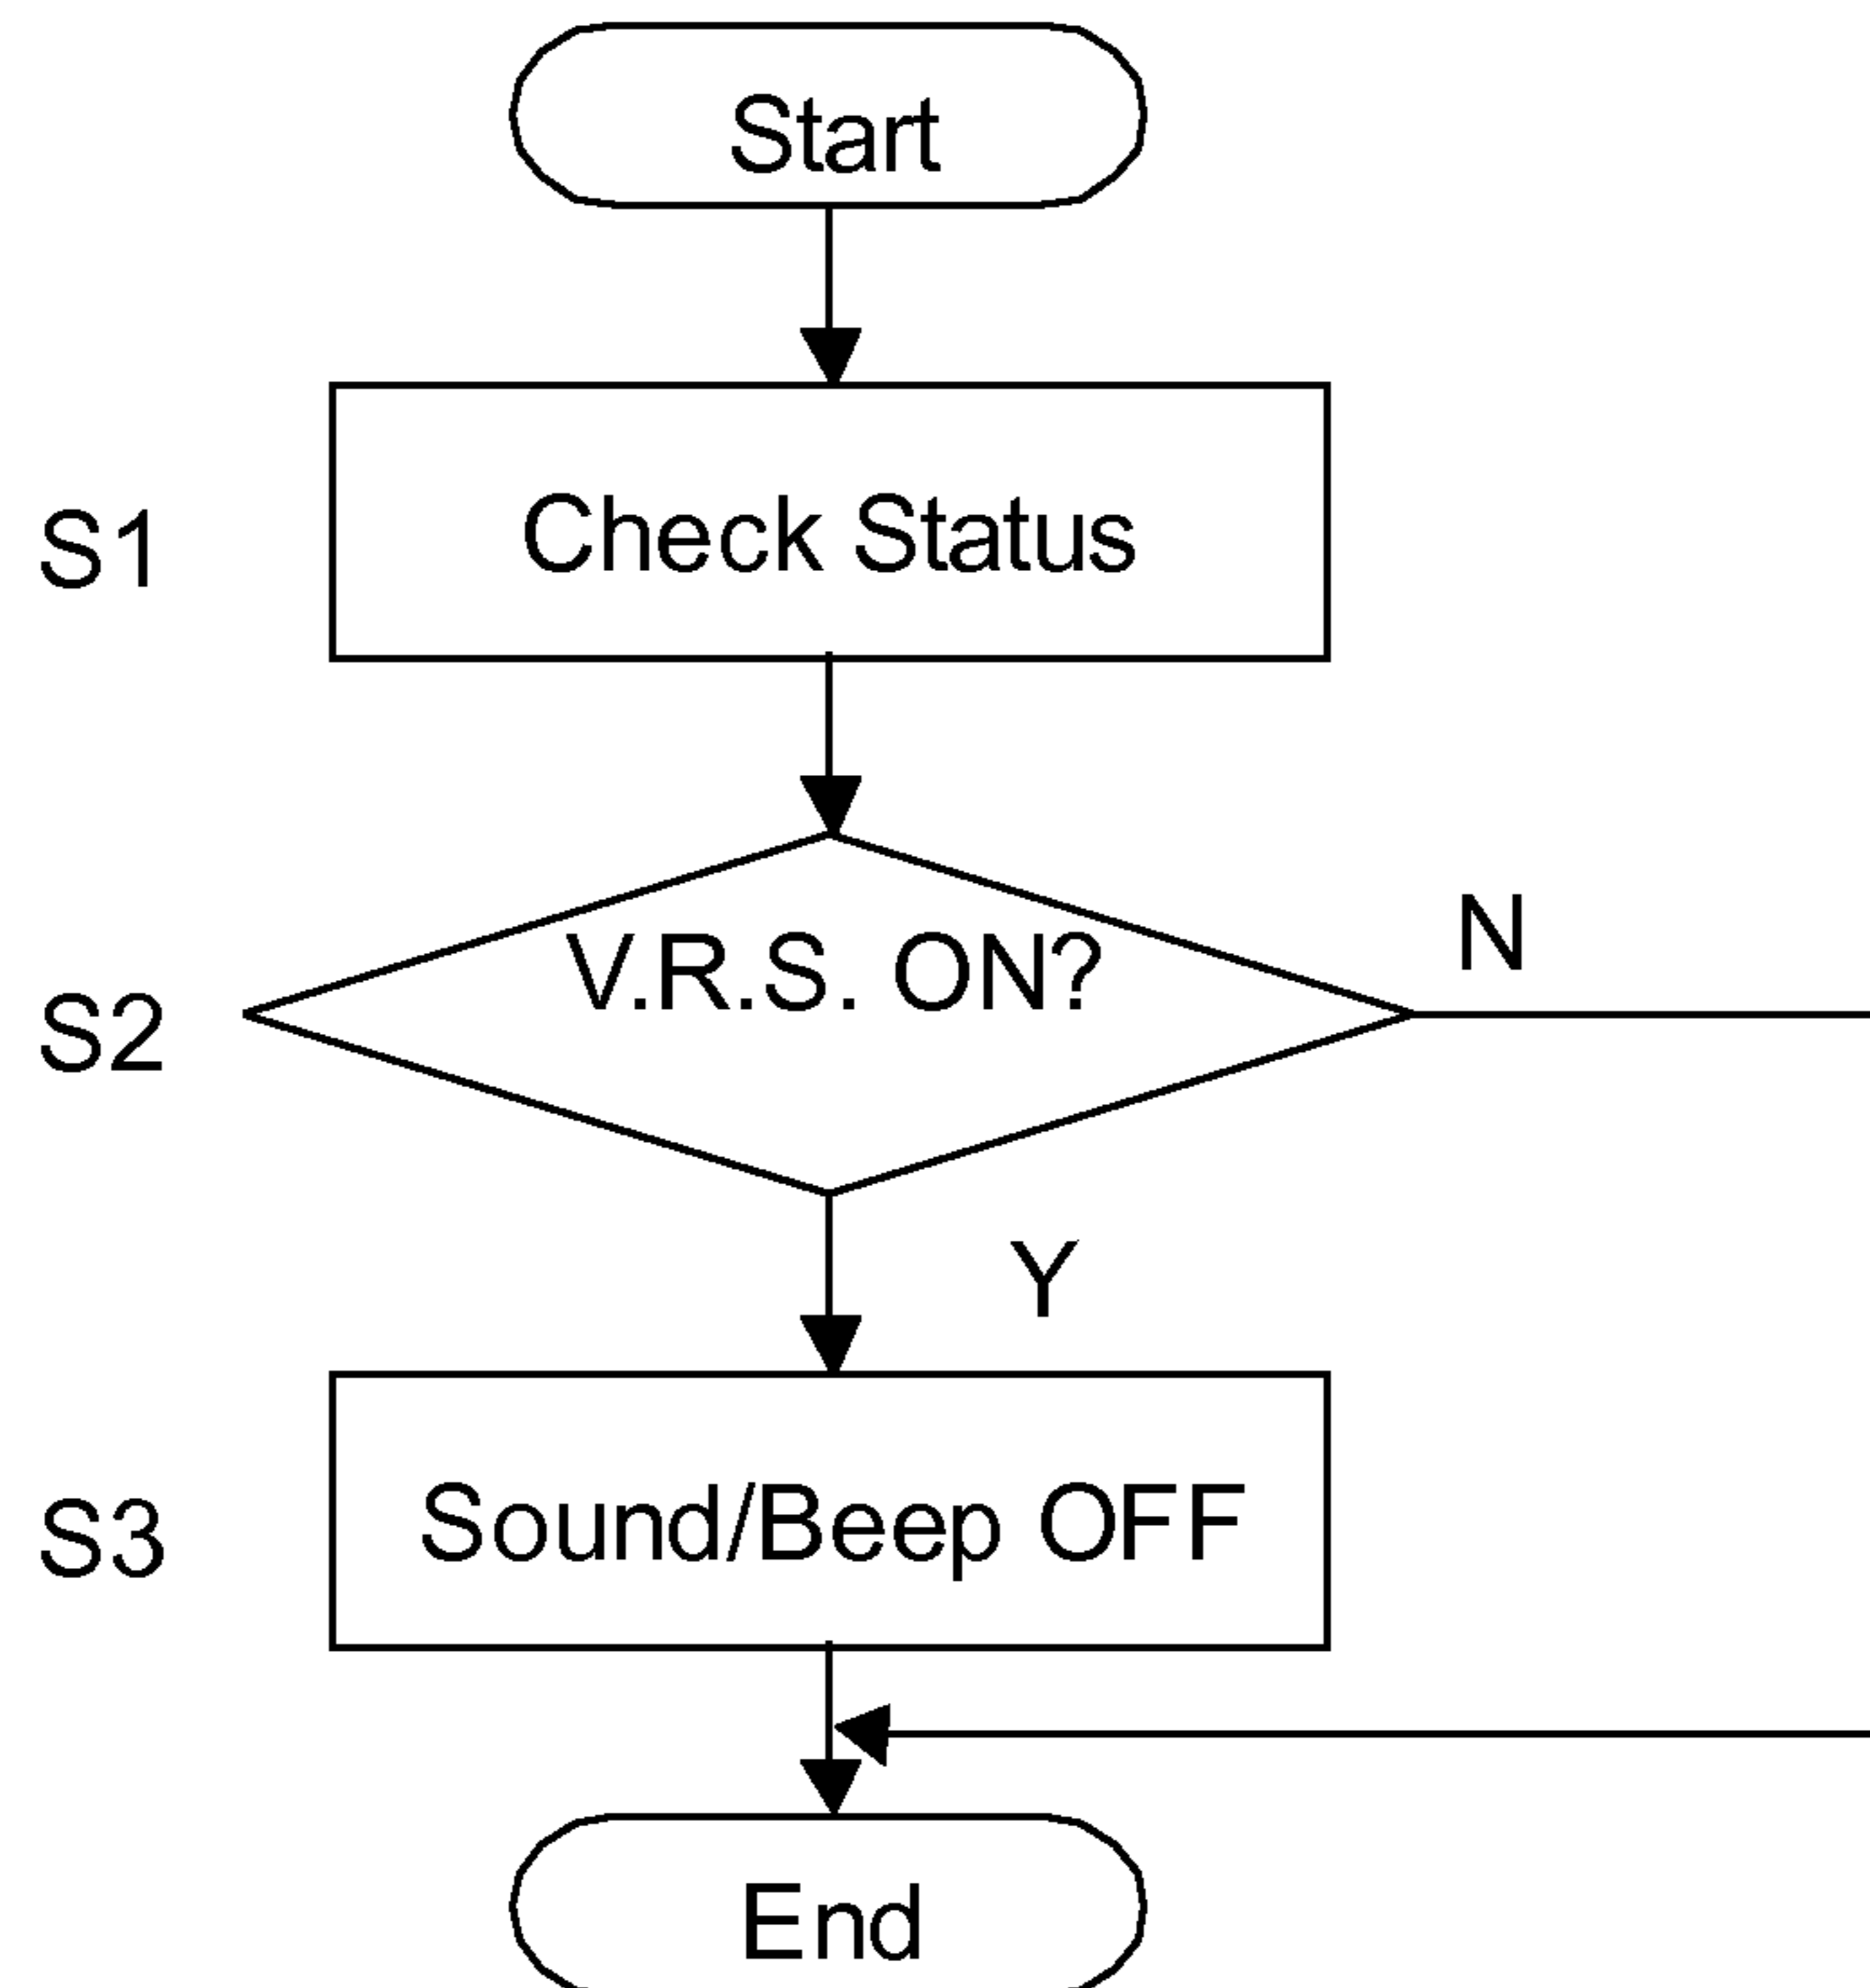 Start
S1
Check Status
V.R.S. ON?
N
S2
Y
S3
Sound/Beep OFF
End